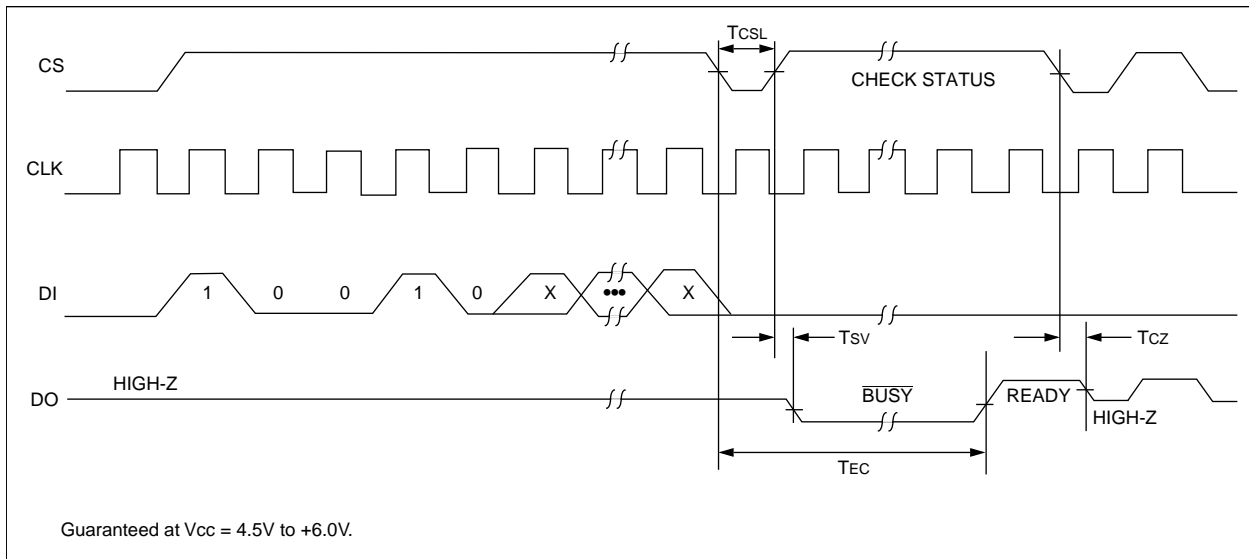 TCSL
CS
CHECK STATUS
CLK
DI
1 0 0 1 0 X ••• X
TSV
TCZ
HIGH-Z
DO
BUSY
READY
HIGH-Z
TEC
Guaranteed at Vcc = 4.5V to +6.0V.